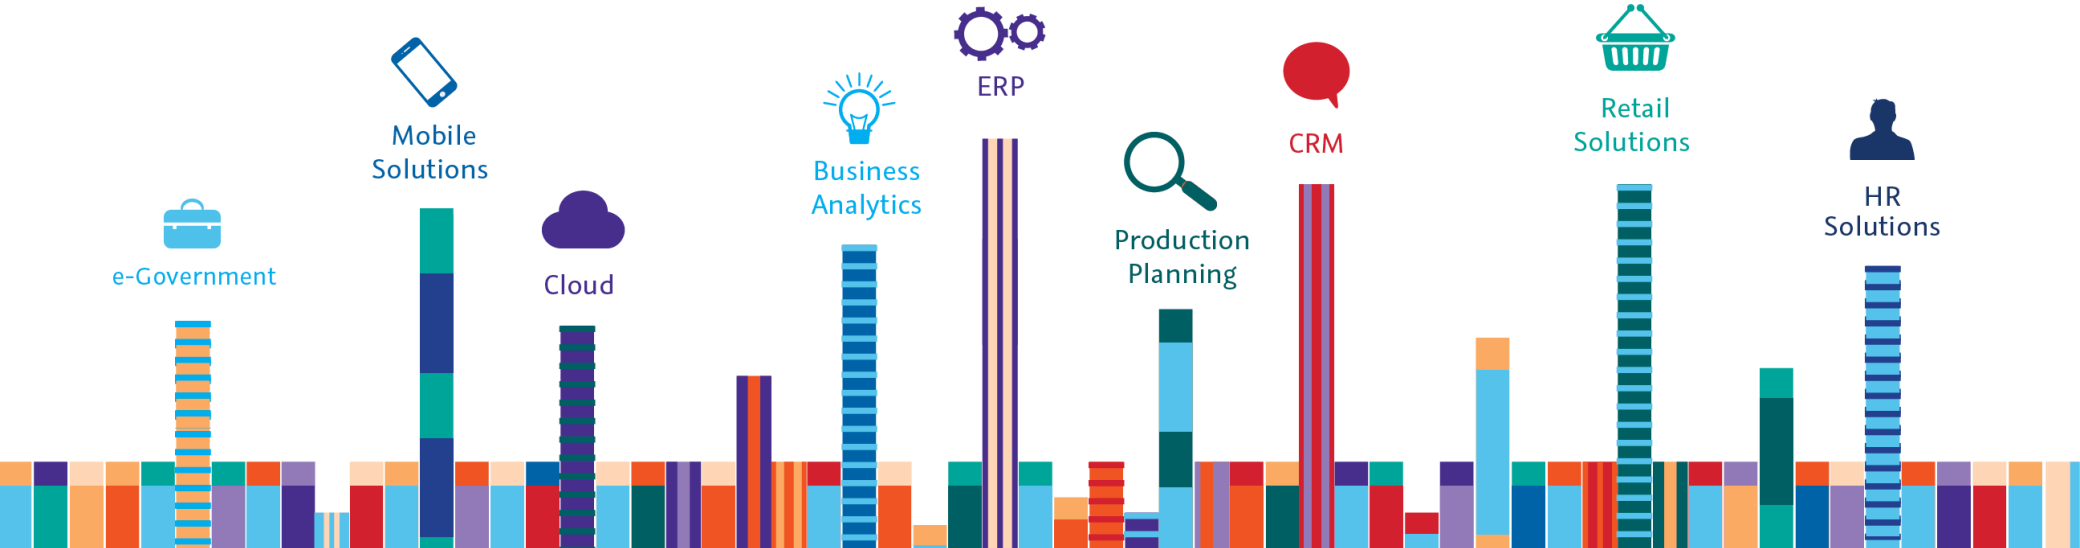 e-Government
Mobile
Solutions
Cloud
Business
Analytics
ERP
Production
Planning
CRM
Retail
Solutions
HR
Solutions